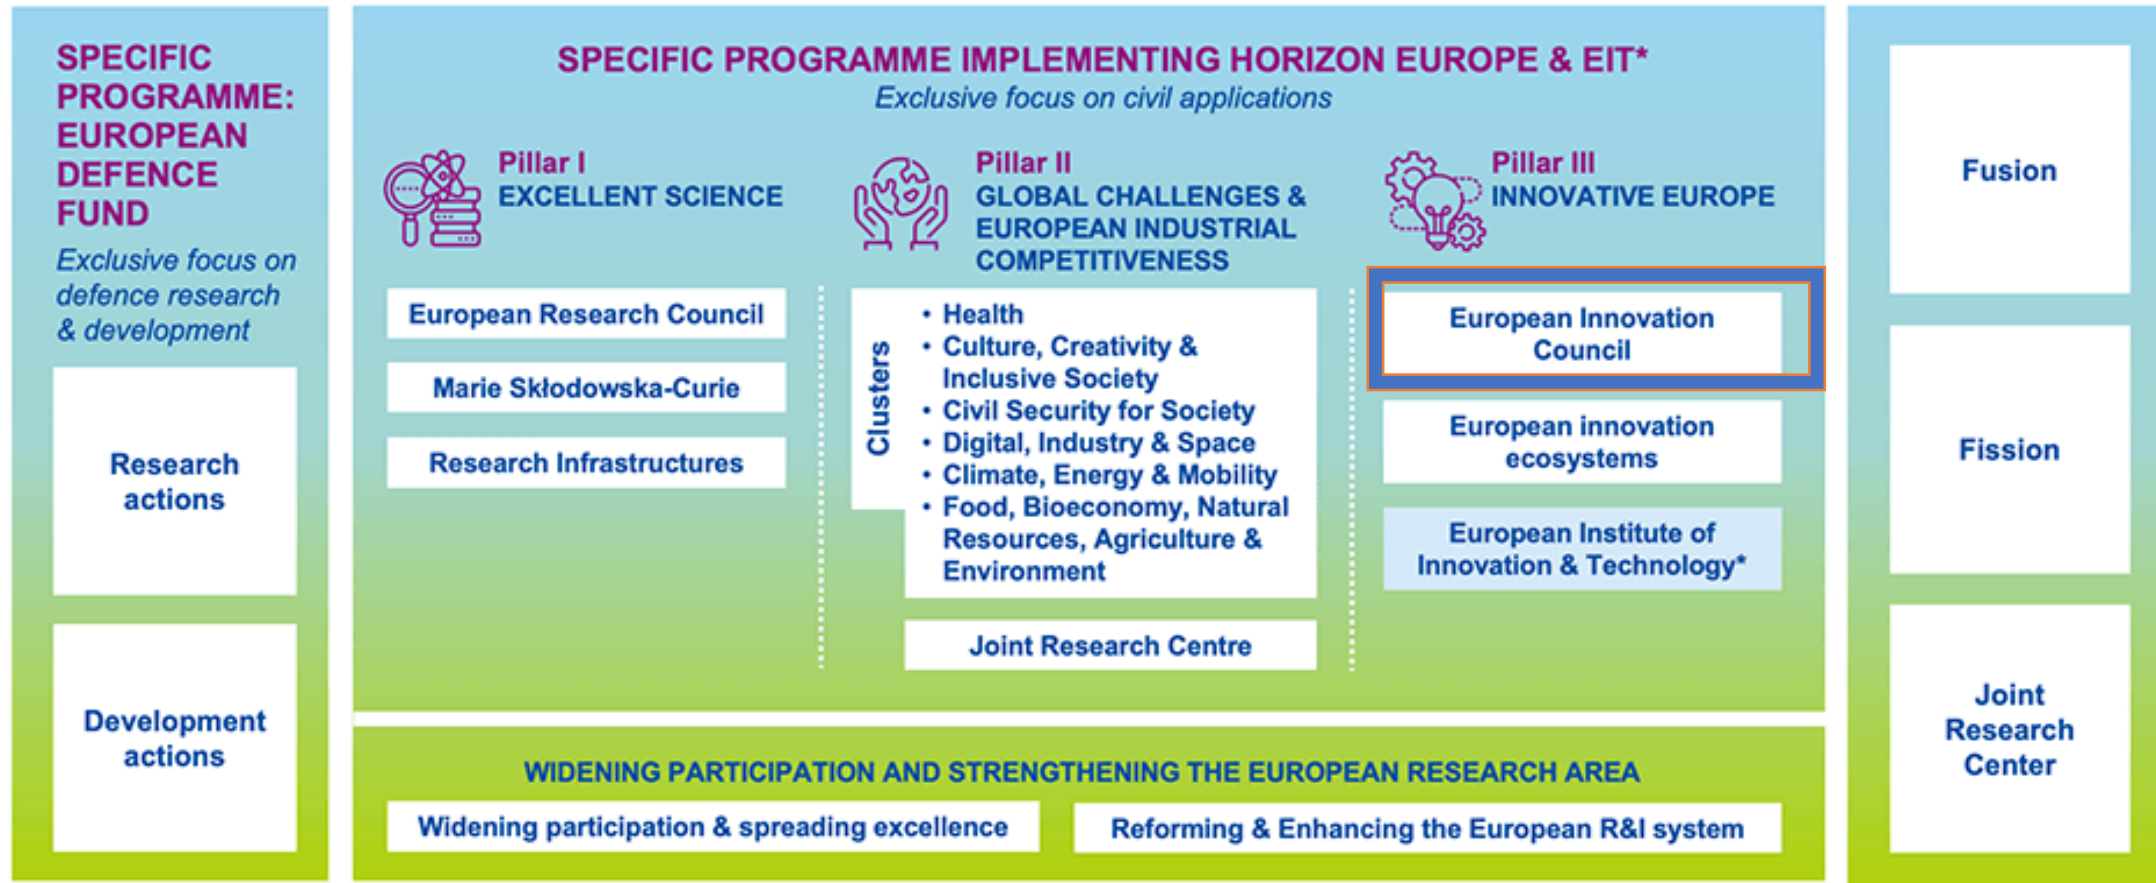 SPECIFIC
PROGRAMME:
EUROPEAN
DEFENCE
FUND
Exclusive focus on
defence research
& development
Research
actions
Development
actions
SPECIFIC PROGRAMME IMPLEMENTING HORIZON EUROPE & EIT*
Exclusive focus on civil applications
Pillar I
EXCELLENT SCIENCE
European Research Council
Marie Skłodowska-Curie
Research Infrastructures
Pillar II
GLOBAL CHALLENGES &
EUROPEAN INDUSTRIAL
COMPETITIVENESS
Clusters
• Health
• Culture, Creativity &
Inclusive Society
• Civil Security for Society
• Digital, Industry & Space
• Climate, Energy & Mobility
• Food, Bioeconomy, Natural
Resources, Agriculture &
Environment
Joint Research Centre
Pillar III
INNOVATIVE EUROPE
European Innovation
Council
European innovation
ecosystems
European Institute of
Innovation & Technology*
WIDENING PARTICIPATION AND STRENGTHENING THE EUROPEAN RESEARCH AREA
Widening participation & spreading excellence
Reforming & Enhancing the European R&I system
Fusion
Fission
Joint
Research
Center